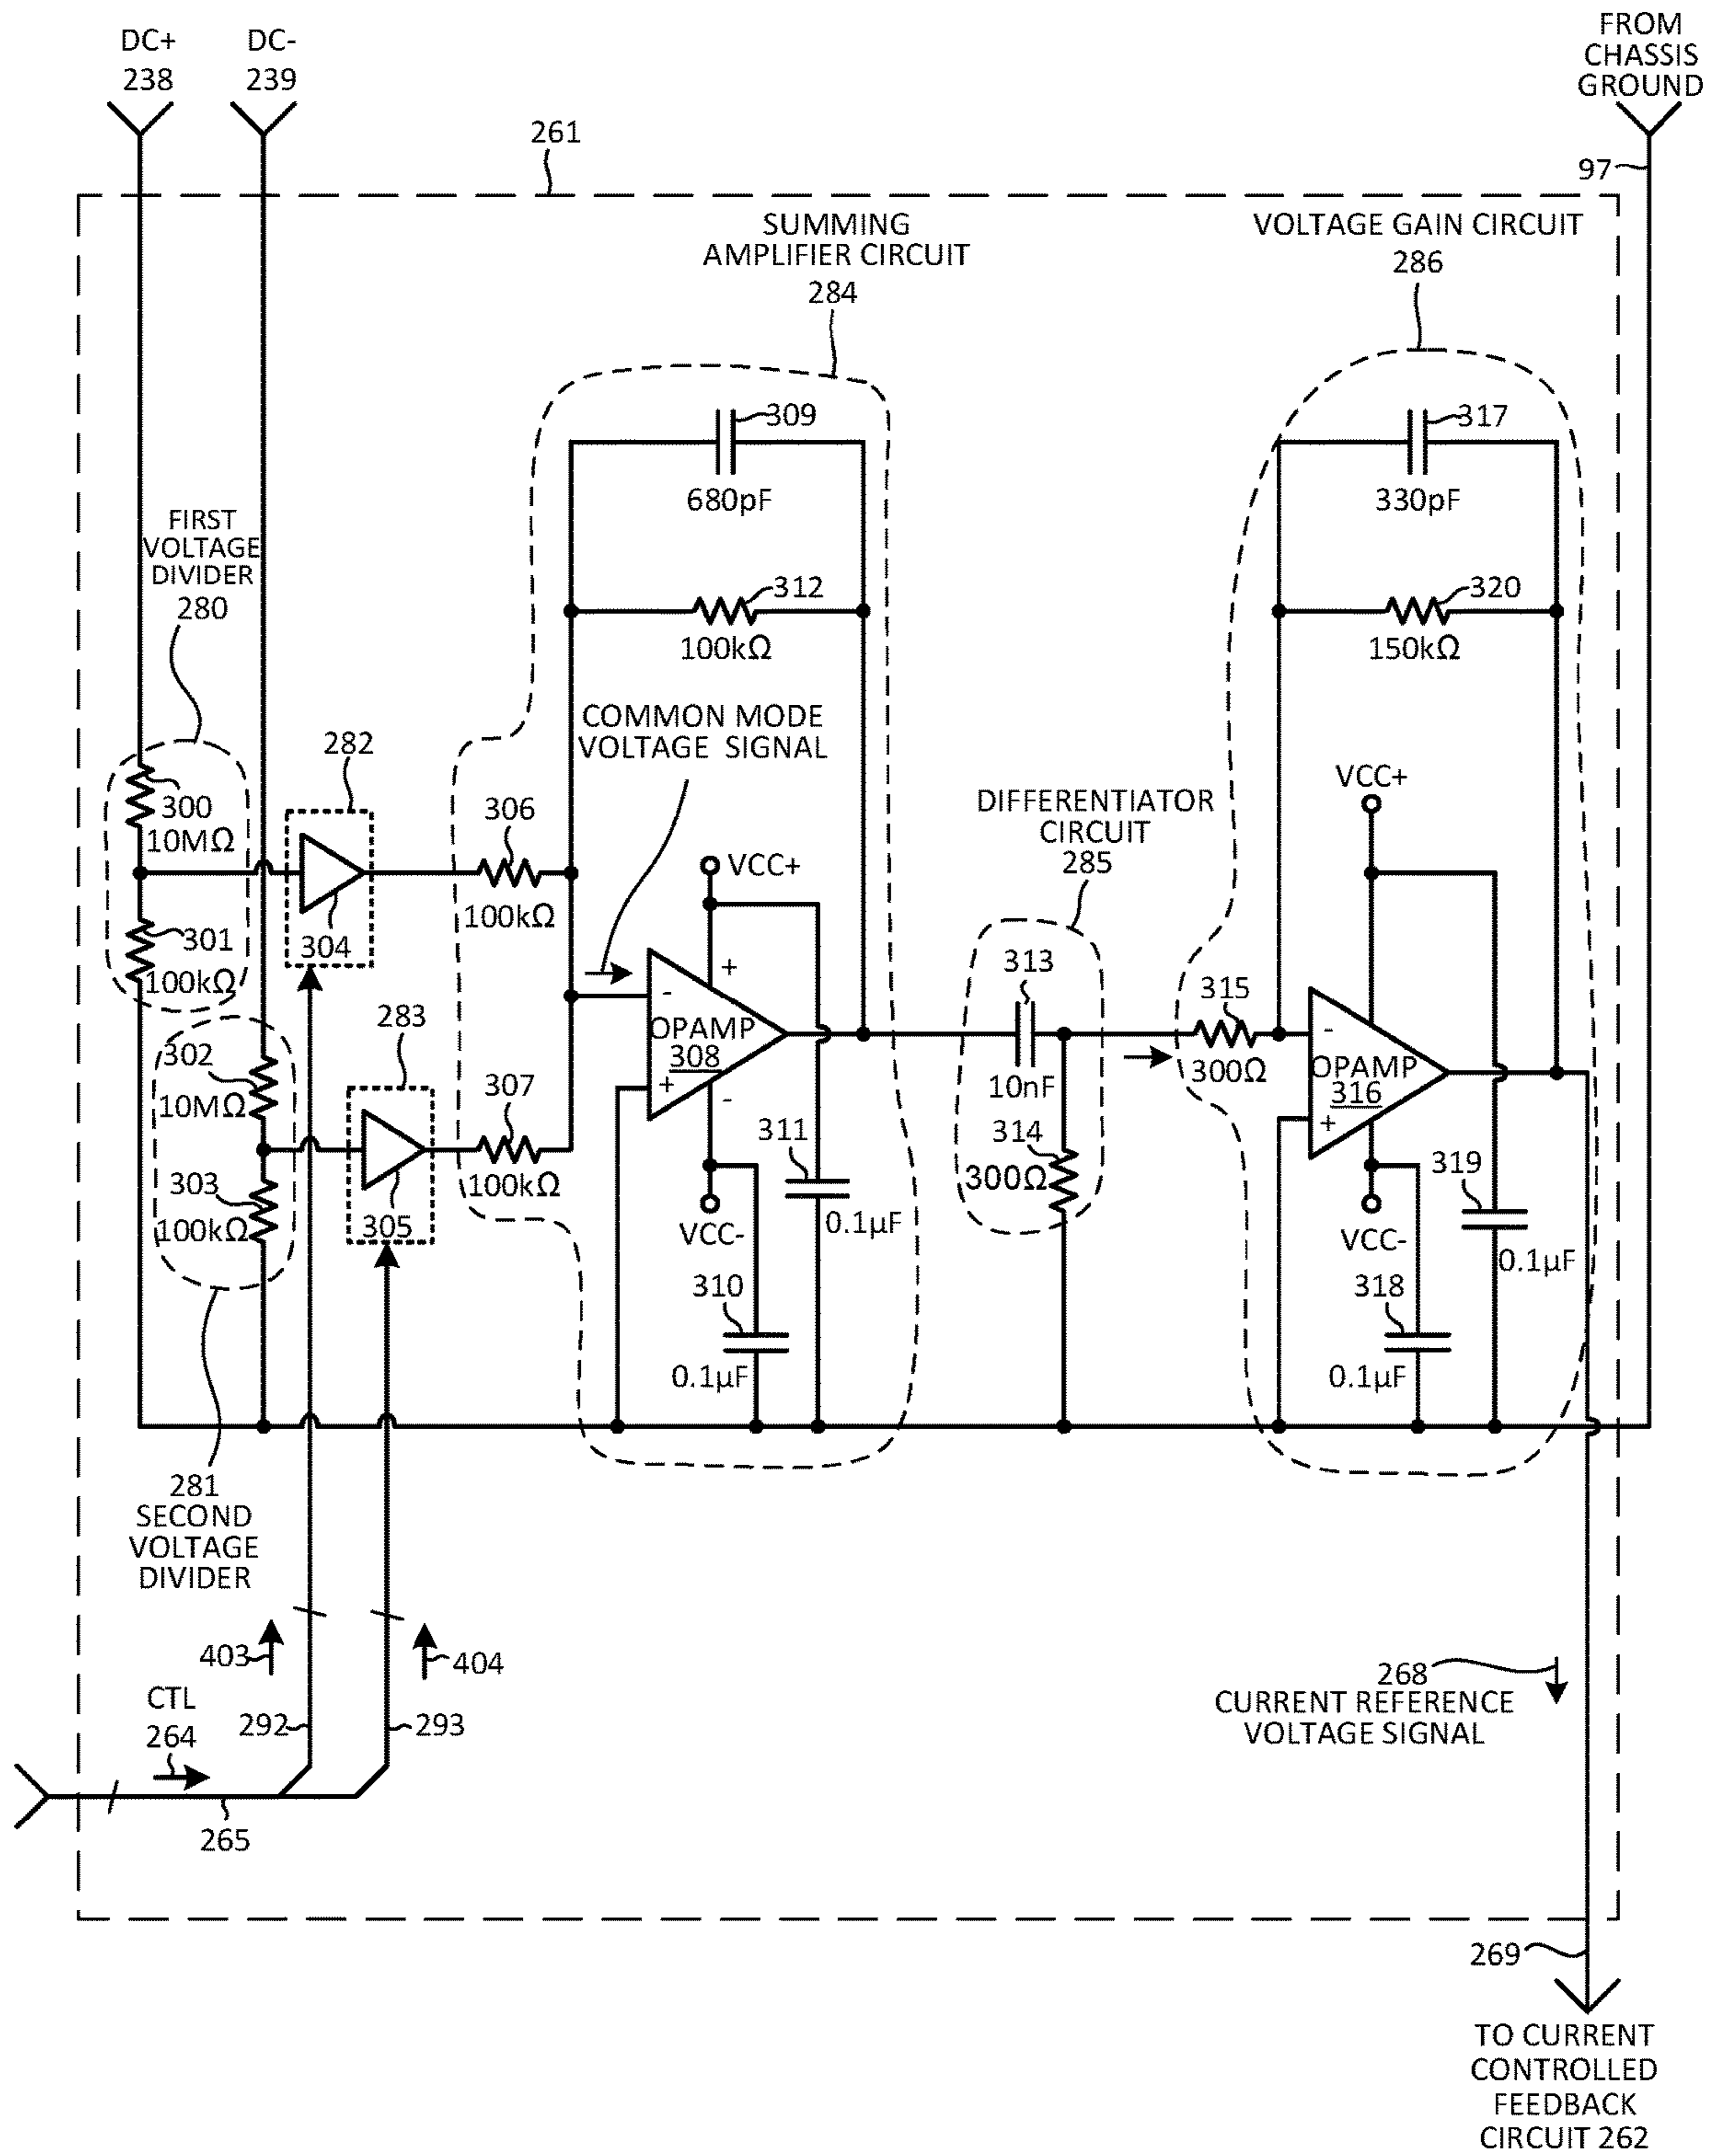 DC+
238
DC-
239
FROM
CHASSIS
GROUND
97
261
SUMMING
AMPLIFIER CIRCUIT
284
VOLTAGE GAIN CIRCUIT
286
309
680pF
317
330pF
FIRST
VOLTAGE
DIVIDER
280
312
100kΩ
320
150kΩ
COMMON MODE
VOLTAGE SIGNAL
282
300
10MΩ
306
100kΩ
304
301
100kΩ
VCC+
+
-
OPAMP
308
+
-
VCC-
DIFFERENTIATOR
CIRCUIT
285
313
10nF
314
300Ω
315
300Ω
VCC+
-
OPAMP
316
+
VCC-
283
302
10MΩ
307
100kΩ
305
303
100kΩ
311
0.1µF
310
0.1µF
319
0.1µF
318
0.1µF
281
SECOND
VOLTAGE
DIVIDER
403
404
CTL
264
292
293
265
268
CURRENT REFERENCE
VOLTAGE SIGNAL
269
TO CURRENT
CONTROLLED
FEEDBACK
CIRCUIT 262